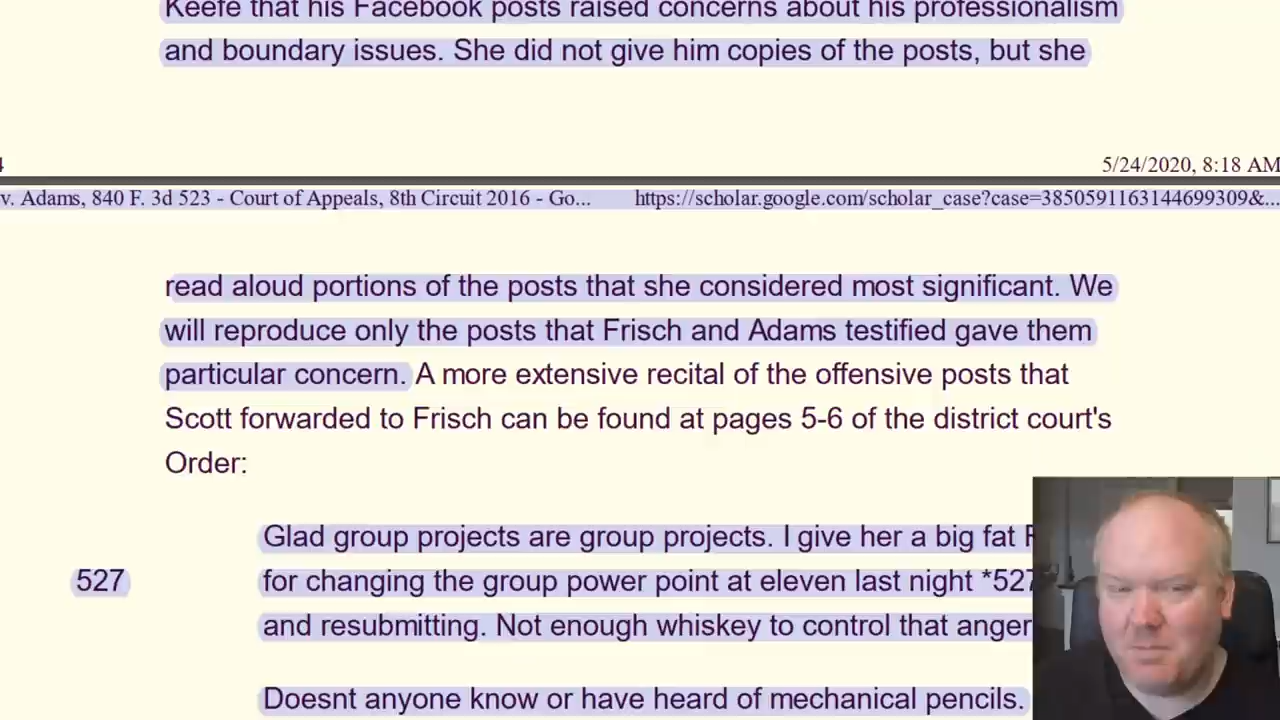 Keefe that his Facebook posts raised concerns about his professionalism
and boundary issues. She did not give him copies of the posts, but she
4
5/24/2020, 8:18 AM
v. Adams, 840 F. 3d 523 - Court of Appeals, 8th Circuit 2016 - Go...
https://scholar.google.com/scholar_case?case=3850591163144699309&...
read aloud portions of the posts that she considered most significant. We
will reproduce only the posts that Frisch and Adams testified gave them
particular concern. A more extensive recital of the offensive posts that
Scott forwarded to Frisch can be found at pages 5-6 of the district court's
Order:
Glad group projects are group projects. I give her a big fat F
527
for changing the group power point at eleven last night *527
and resubmitting. Not enough whiskey to control that anger
Doesnt anyone know or have heard of mechanical pencils.